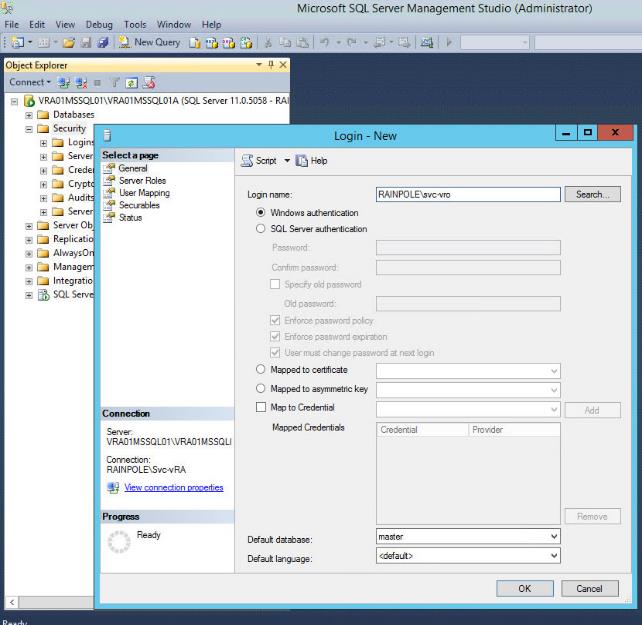 Microsoft SQL Server Management Studio (Administrator)
File Edit View Debug Tools Window Help
New Query
Object Explorer
Connect
VRA01MSSQL01\VRA01MSSQL01A (SQL Server 11.0.5058 - RAI
Databases
Security
Logins
Server
Creden
Crypto
Audits
Server
Server Obj
Replicatio
AlwaysOn
Managem
Integratio
SQL Serve
Login - New
Select a page
General
Server Roles
User Mapping
Securables
Status
Script Help
Login name: RAINPOLE\svc-vro Search...
Windows authentication
SQL Server authentication
Password:
Confirm password:
Specify old password
Old password:
Enforce password policy
Enforce password expiration
User must change password at next login
Mapped to certificate
Mapped to asymmetric key
Map to Credential Add
Mapped Credentials Credential Provider
Remove
Default database: master
Default language: <default>
Connection
Server:
VRA01MSSQL01\VRA01MSSQLI
Connection:
RAINPOLE\Svc-vRA
View connection properties
Progress
Ready
OK Cancel
Ready